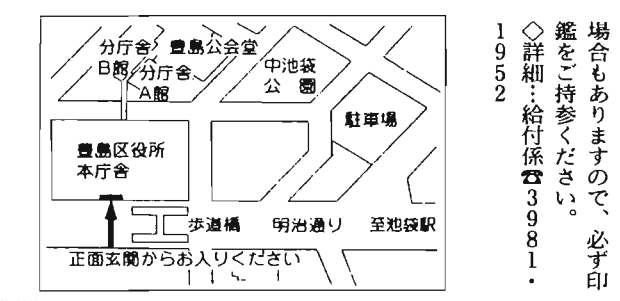 場合もありますので、必ず印
鑑をご持参ください。
◇詳細…給付係☎3981・
1952
分庁舎
B館
豊島公会堂
分庁舎
A館
中池袋
公園
駐車場
豊島区役所
本庁舎
歩道橋
明治通り
至池袋駅
正面玄関からお入りください